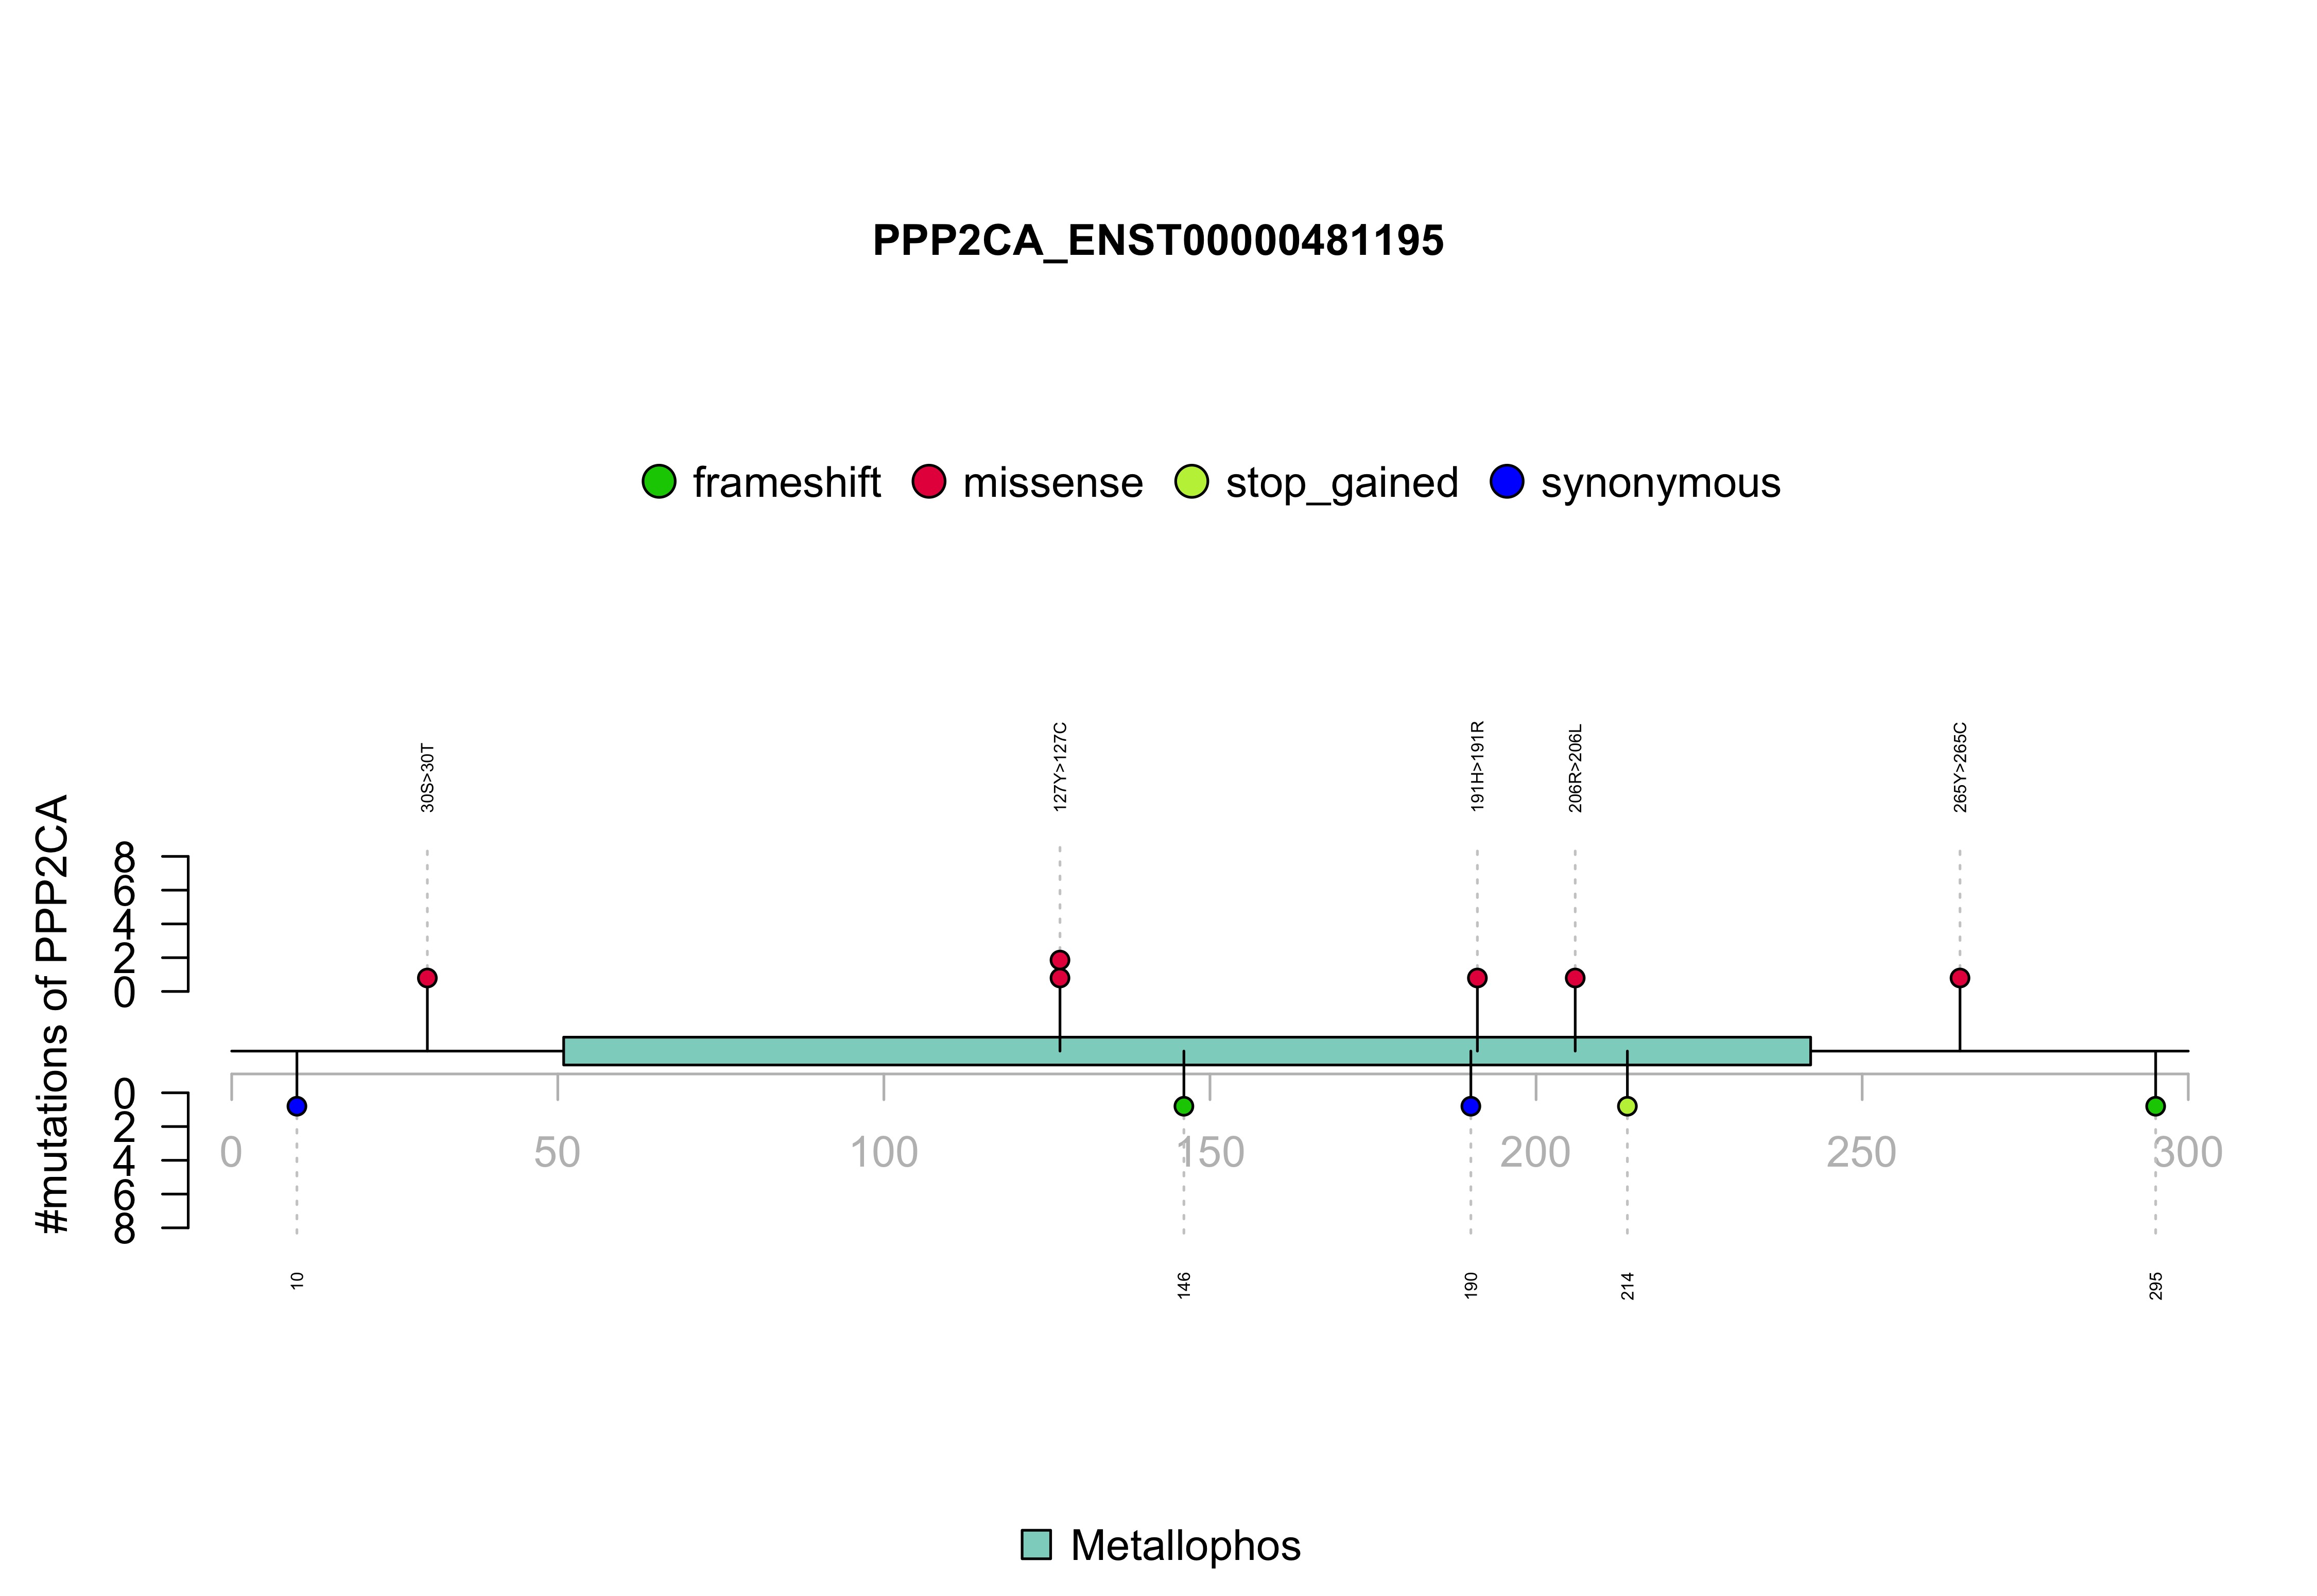 PPP2CA_ENST00000481195
frameshift missense stop_gained synonymous
30S>30T 127Y>127C 191H>191R 206R>206L 265Y>265C
#mutations of PPP2CA
8
6
4
2
0
0
2
4
6
8
0 50 100 150 200 250 300
10 146 190 214 295
Metallophos